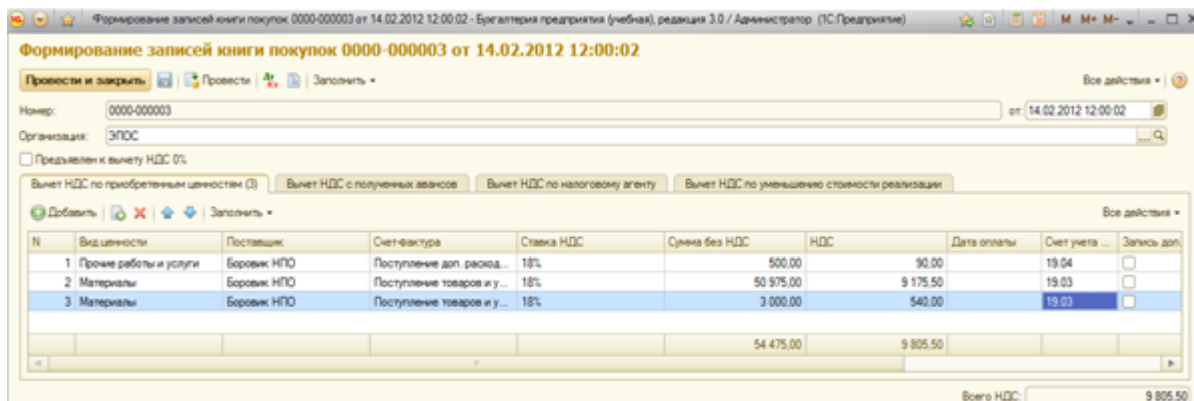 Формирование записей книги покупок 0000-000003 от 14.02.2012 12:00:02 - Бухгалтерия предприятия (учебная), редакция 3.0 / Администратор (1С:Предприятие) M M+ M-
Формирование записей книги покупок 0000-000003 от 14.02.2012 12:00:02
Провести и закрыть Провести Заполнить Все действия
Номер: 0000-000003 от: 14.02.2012 12:00:02
Организация: ЭПОС ...
Предъявлен к вычету НДС 0%
Вычет НДС по приобретенным ценностям (3) Вычет НДС с полученных авансов Вычет НДС по налоговому агенту Вычет НДС по уменьшению стоимости реализации
Добавить Заполнить Все действия
N Вид ценности Поставщик Счет-фактура Ставка НДС Сумма без НДС НДС Дата оплаты Счет учета ... Запись доп.
1 Прочие работы и услуги Боровик НПО Поступление доп. расход... 18% 500,00 90,00 19.04
2 Материалы Боровик НПО Поступление товаров и у... 18% 50 975,00 9 175,50 19.03
3 Материалы Боровик НПО Поступление товаров и у... 18% 3 000,00 540,00 19.03
54 475,00 9 805,50
Всего НДС: 9 805,50